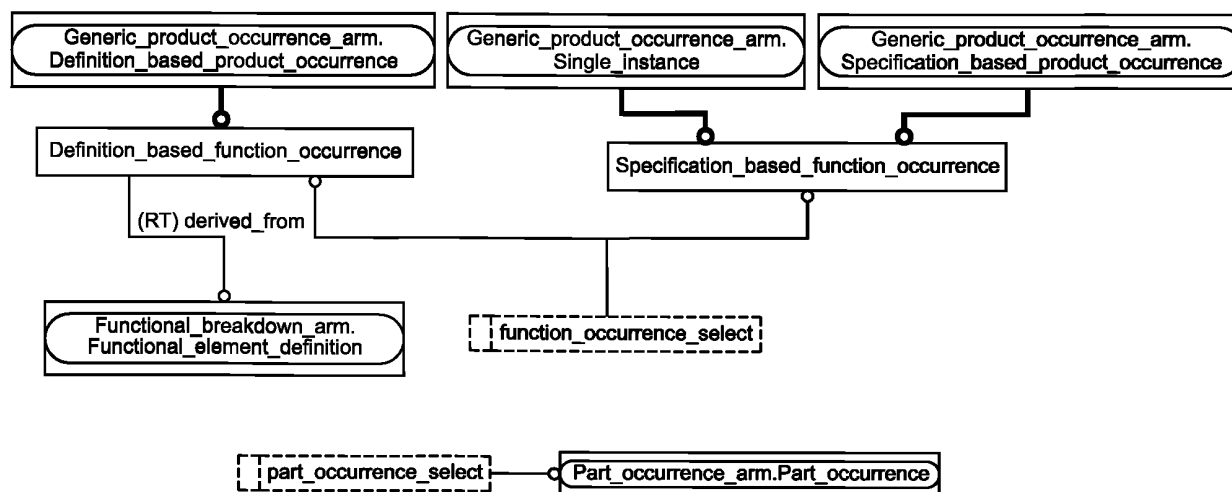 Generic_product_occurrence_arm.
Definition_based_product_occurrence
Generic_product_occurrence_arm.
Single_instance
Generic_product_occurrence_arm.
Specification_based_product_occurrence
Definition_based_function_occurrence
Specification_based_function_occurrence
(RT) derived_from
Functional_breakdown_arm.
Functional_element_definition
function_occurrence_select
part_occurrence_select
Part_occurrence_arm.Part_occurrence